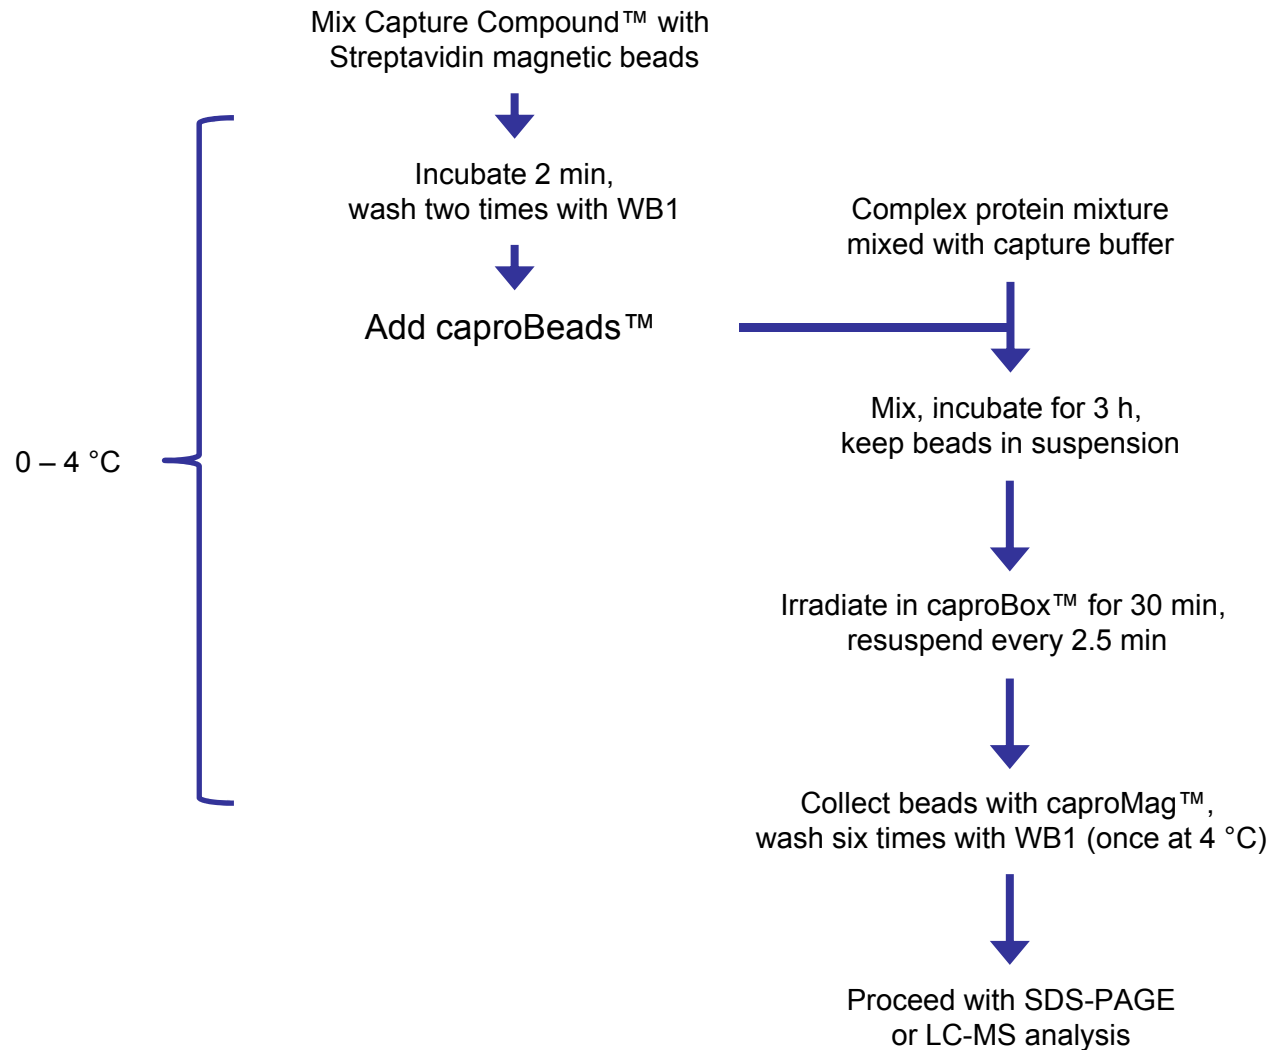 Mix Capture Compound™ with
Streptavidin magnetic beads
Incubate 2 min,
wash two times with WB1
Add caproBeads™
Complex protein mixture
mixed with capture buffer
Mix, incubate for 3 h,
keep beads in suspension
0 – 4 °C
Irradiate in caproBox™ for 30 min,
resuspend every 2.5 min
Collect beads with caproMag™,
wash six times with WB1 (once at 4 °C)
Proceed with SDS-PAGE
or LC-MS analysis